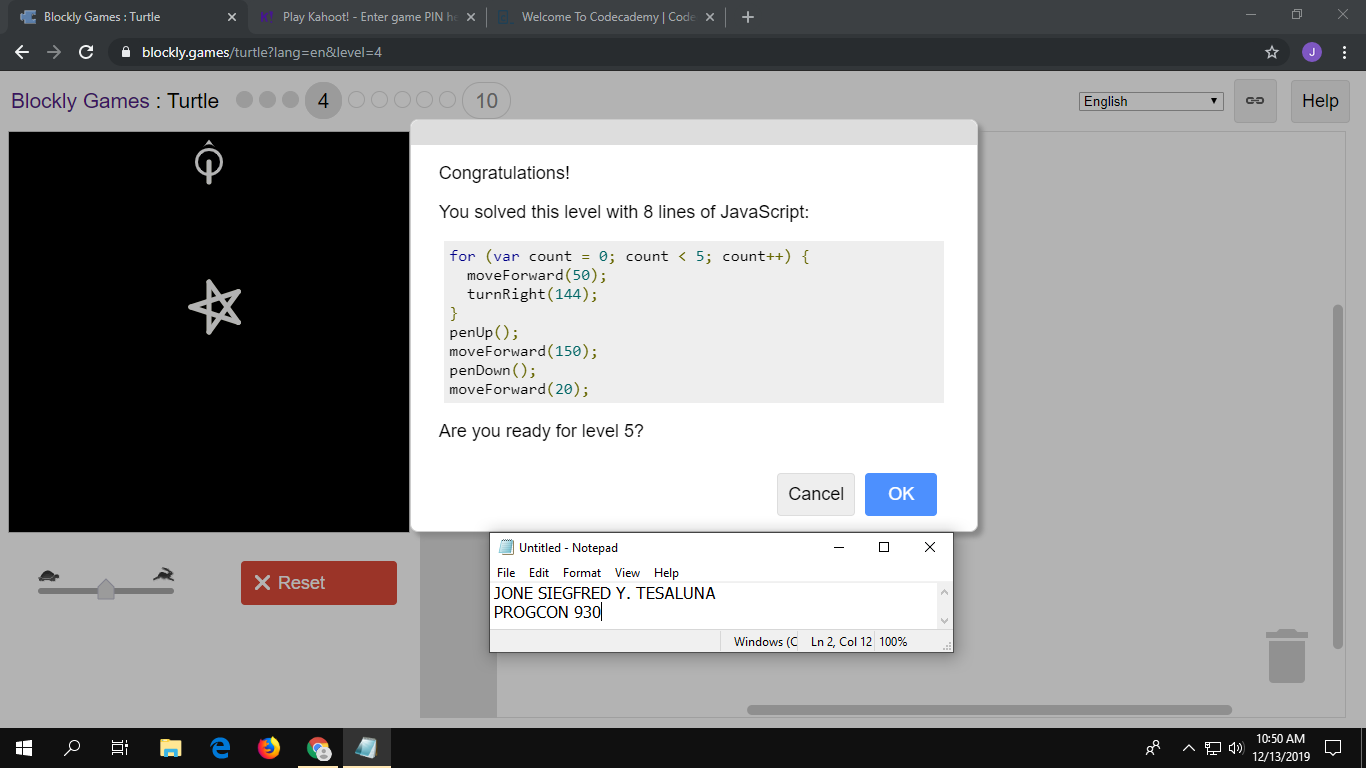 Blockly Games : Turtle
Play Kahoot! - Enter game PIN he
Welcome To Codecademy | Code
blockly.games/turtle?lang=en&level=4
J
Blockly Games : Turtle
4
10
English
Help
Congratulations!
You solved this level with 8 lines of JavaScript:
for (var count = 0; count < 5; count++) {
moveForward(50);
turnRight(144);
}
penUp();
moveForward(150);
penDown();
moveForward(20);
Are you ready for level 5?
Cancel
OK
Reset
Untitled - Notepad
File Edit Format View Help
JONE SIEGFRED Y. TESALUNA
PROGCON 930
Windows (C
Ln 2, Col 12
100%
10:50 AM
12/13/2019